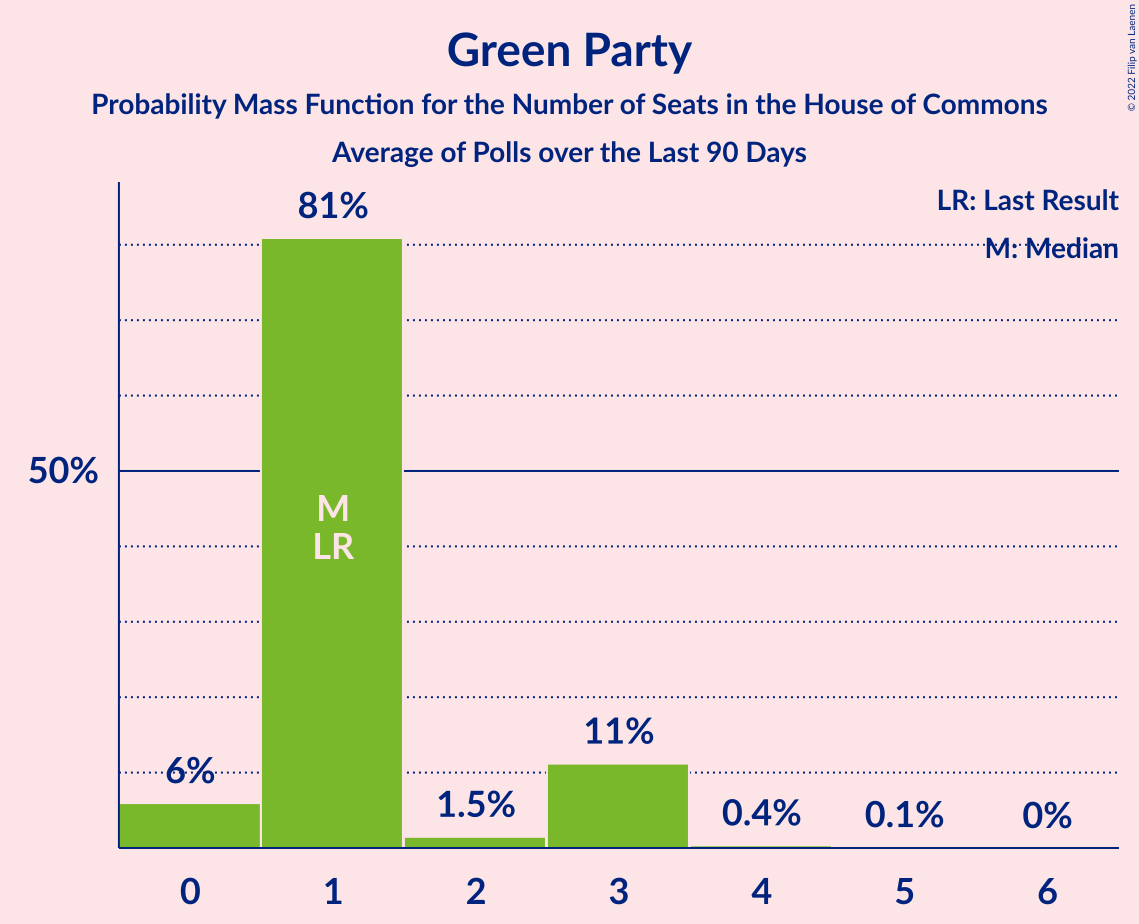 Green Party
Probability Mass Function for the Number of Seats in the House of Commons
Average of Polls over the Last 90 Days
© 2022 Filip van Laenen
LR: Last Result
M: Median
81%
50%
M
LR
11%
6%
1.5%
0.4%
0.1%
0%
0 1 2 3 4 5 6